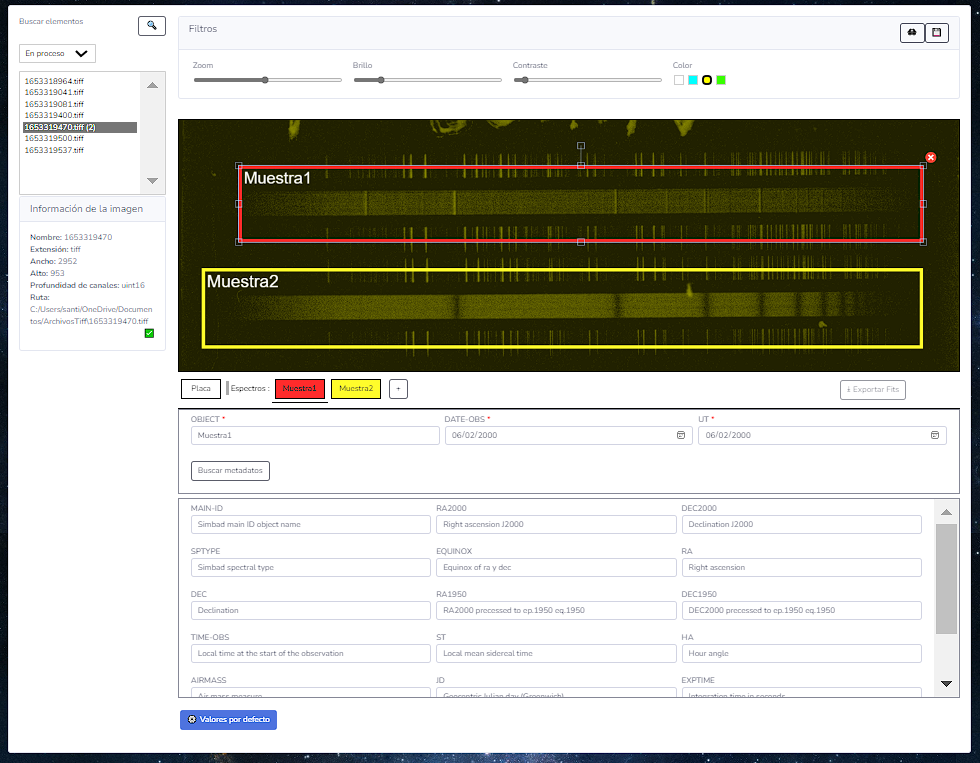 Buscar elementos
En proceso
1653318964.tiff
1653319041.tiff
1653319081.tiff
1653319400.tiff
1653319470.tiff (2)
1653319500.tiff
1653319537.tiff
Información de la imagen
Nombre: 1653319470
Extensión: tiff
Ancho: 2952
Alto: 953
Profundidad de canales: uint16
Ruta:
C:/Users/santi/OneDrive/Documen
tos/ArchivosTiff\1653319470.tiff
Filtros
Zoom Brillo Contraste Color
Muestra1
Muestra2
Placa Espectros : Muestra1 Muestra2 + Exportar Fits
OBJECT * DATE-OBS * UT *
Muestra1 06/02/2000 06/02/2000
Buscar metadatos
MAIN-ID RA2000 DEC2000
Simbad main ID object name Right ascension J2000 Declination J2000
SPTYPE EQUINOX RA
Simbad spectral type Equinox of ra y dec Right ascension
DEC RA1950 DEC1950
Declination RA2000 precessed to ep.1950 eq.1950 DEC2000 precessed to ep.1950 eq.1950
TIME-OBS ST HA
Local time at the start of the observation Local mean sidereal time Hour angle
AIRMASS JD EXPTIME
Air mass measure Geocentric Julian day (Greenwich) Integration time in seconds
Valores por defecto